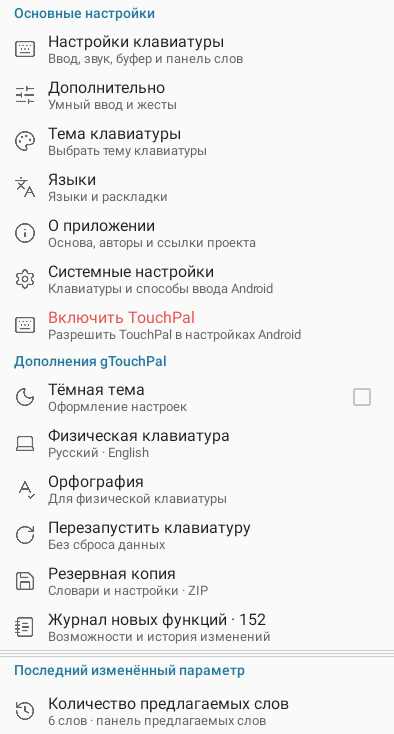 Основные настройки
Настройки клавиатуры
Ввод, звук, буфер и панель слов
Дополнительно
Умный ввод и жесты
Тема клавиатуры
Выбрать тему клавиатуры
Языки
Языки и раскладки
О приложении
Основа, авторы и ссылки проекта
Системные настройки
Клавиатуры и способы ввода Android
Включить TouchPal
Разрешить TouchPal в настройках Android
Дополнения gTouchPal
Тёмная тема
Оформление настроек
Физическая клавиатура
Русский · English
Орфография
Для физической клавиатуры
Перезапустить клавиатуру
Без сброса данных
Резервная копия
Словари и настройки · ZIP
Журнал новых функций · 152
Возможности и история изменений
Последний изменённый параметр
Количество предлагаемых слов
6 слов · панель предлагаемых слов